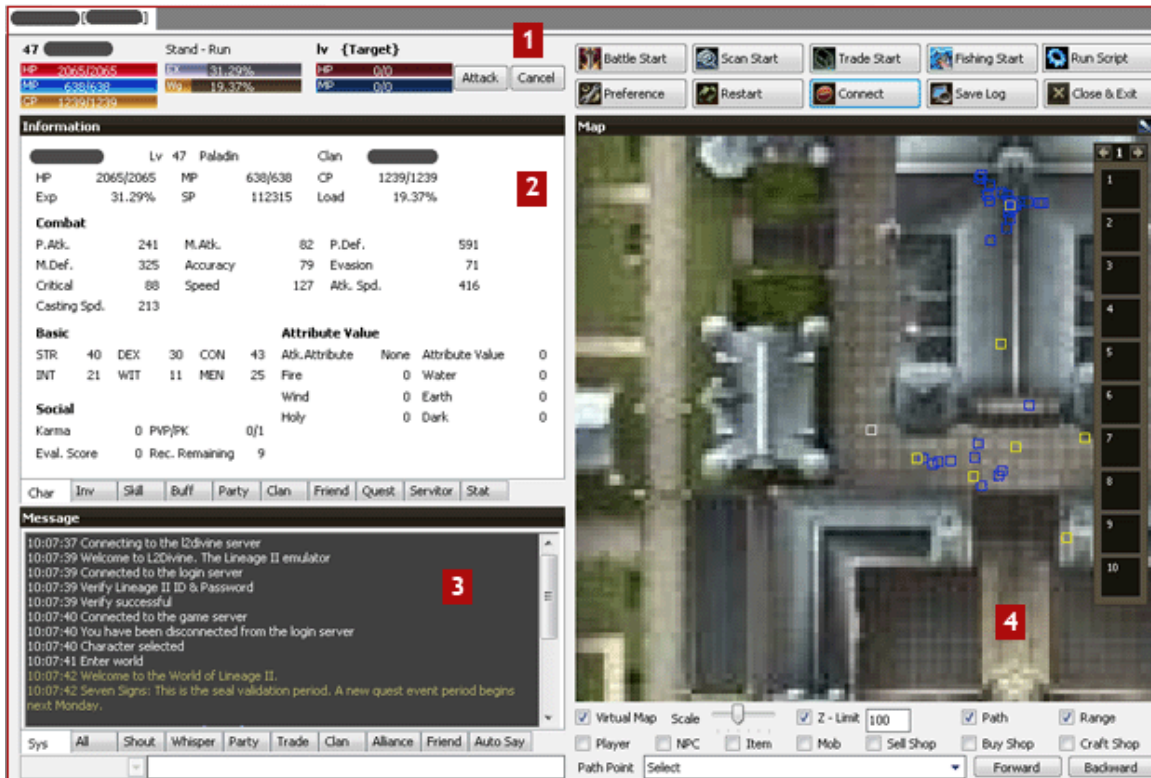 [ ]
1
47 Stand - Run lv {Target}
HP 2065/2065 EX 31.29% HP 0/0 Attack Cancel
MP 638/638 Wg 19.37% MP 0/0
CP 1239/1239
Battle Start Scan Start Trade Start Fishing Start Run Script
Preference Restart Connect Save Log Close & Exit
Information
Lv 47 Paladin Clan
HP 2065/2065 MP 638/638 CP 1239/1239
2
Exp 31.29% SP 112315 Load 19.37%
Combat
P.Atk. 241 M.Atk. 82 P.Def. 591
M.Def. 325 Accuracy 79 Evasion 71
Critical 88 Speed 127 Atk. Spd. 416
Casting Spd. 213
Basic Attribute Value
STR 40 DEX 30 CON 43 Atk.Attribute None Attribute Value 0
INT 21 WIT 11 MEN 25 Fire 0 Water 0
Wind 0 Earth 0
Social
Holy 0 Dark 0
Karma 0 PVP/PK 0/1
Eval. Score 0 Rec. Remaining 9
Char Inv Skill Buff Party Clan Friend Quest Servitor Stat
Message
10:07:37 Connecting to the l2divine server
10:07:39 Welcome to L2Divine. The Lineage II emulator
10:07:39 Connected to the login server
10:07:39 Verify Lineage II ID & Password
10:07:39 Verify successful
10:07:40 Connected to the game server
10:07:40 You have been disconnected from the login server
10:07:40 Character selected
10:07:41 Enter world
10:07:42 Welcome to the World of Lineage II.
10:07:42 Seven Signs: This is the seal validation period. A new quest event period begins
next Monday.
3
Sys All Shout Whisper Party Trade Clan Alliance Friend Auto Say
Map
1
1
2
3
4
5
6
7
8
9
10
4
Virtual Map Scale Z - Limit 100 Path Range
Player NPC Item Mob Sell Shop Buy Shop Craft Shop
Path Point Select Forward Backward